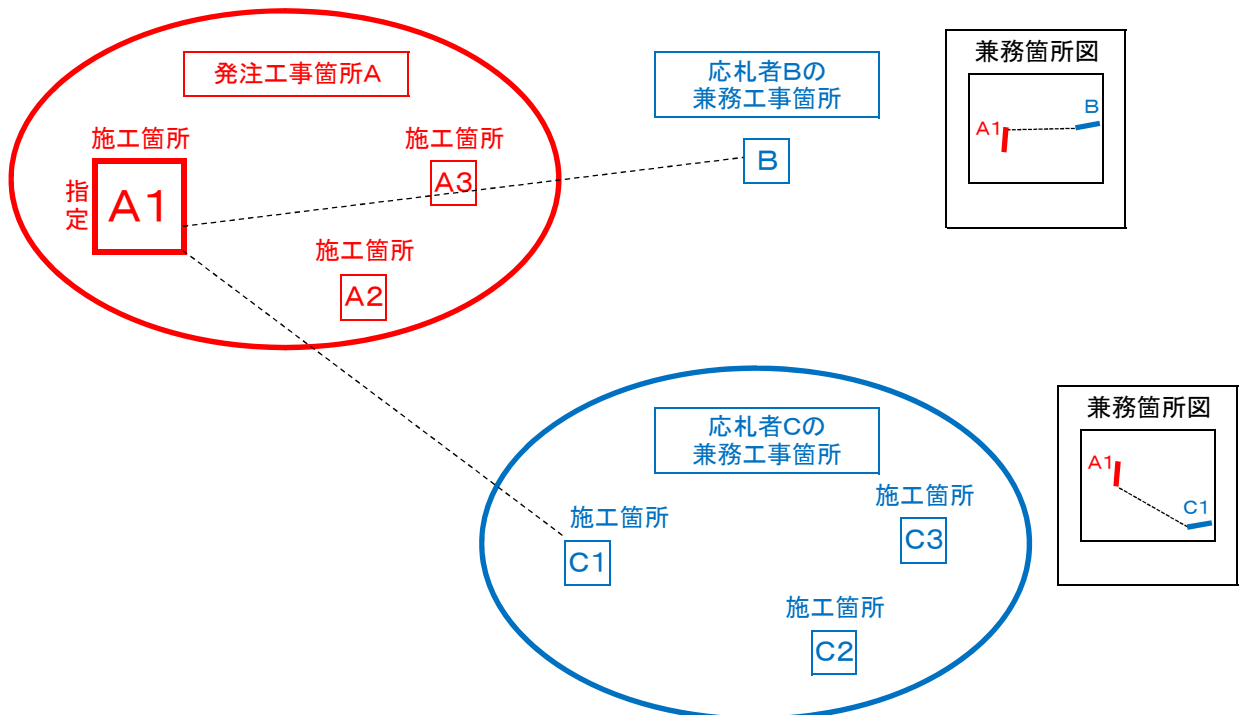 発注工事箇所A
施工箇所
指定
A1
施工箇所
A3
施工箇所
A2
応札者Bの
兼務工事箇所
B
兼務箇所図
A1
B
応札者Cの
兼務工事箇所
施工箇所
C1
施工箇所
C3
施工箇所
C2
兼務箇所図
A1
C1